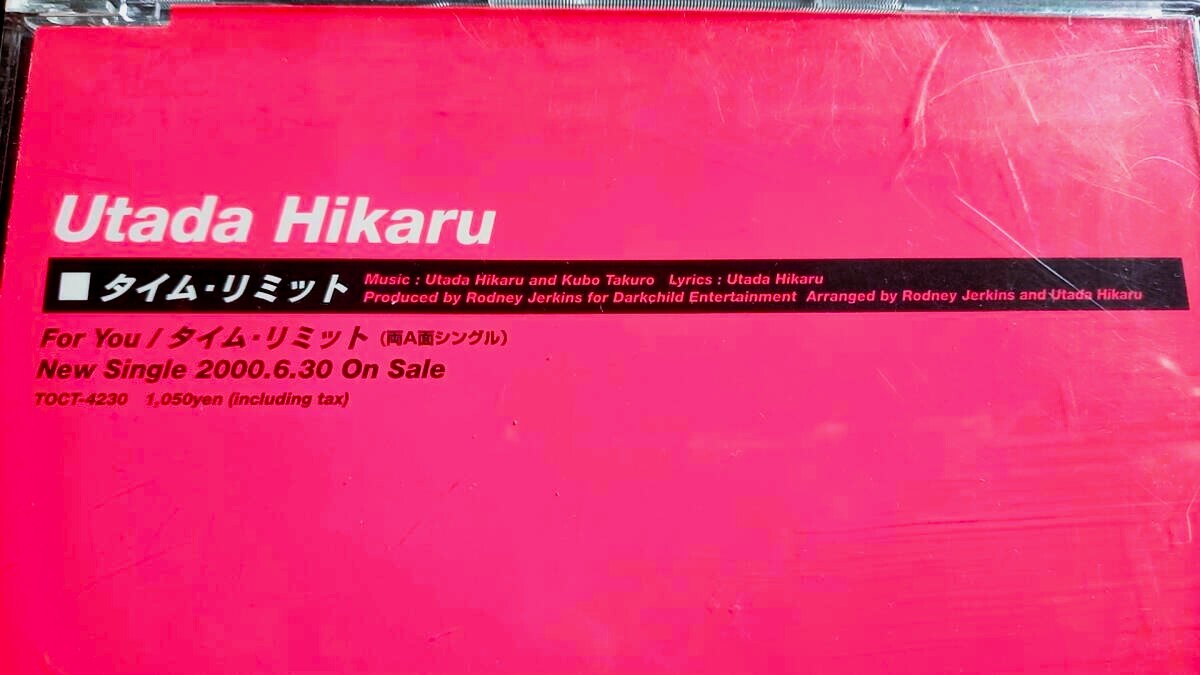 Utada Hikaru
■ タイム・リミット
Music : Utada Hikaru and Kubo Takuro Lyrics : Utada Hikaru
Produced by Rodney Jerkins for Darkchild Entertainment Arranged by Rodney Jerkins and Utada Hikaru
For You / タイム・リミット (両A面シングル)
New Single 2000.6.30 On Sale
TOCT-4230 1,050yen (including tax)